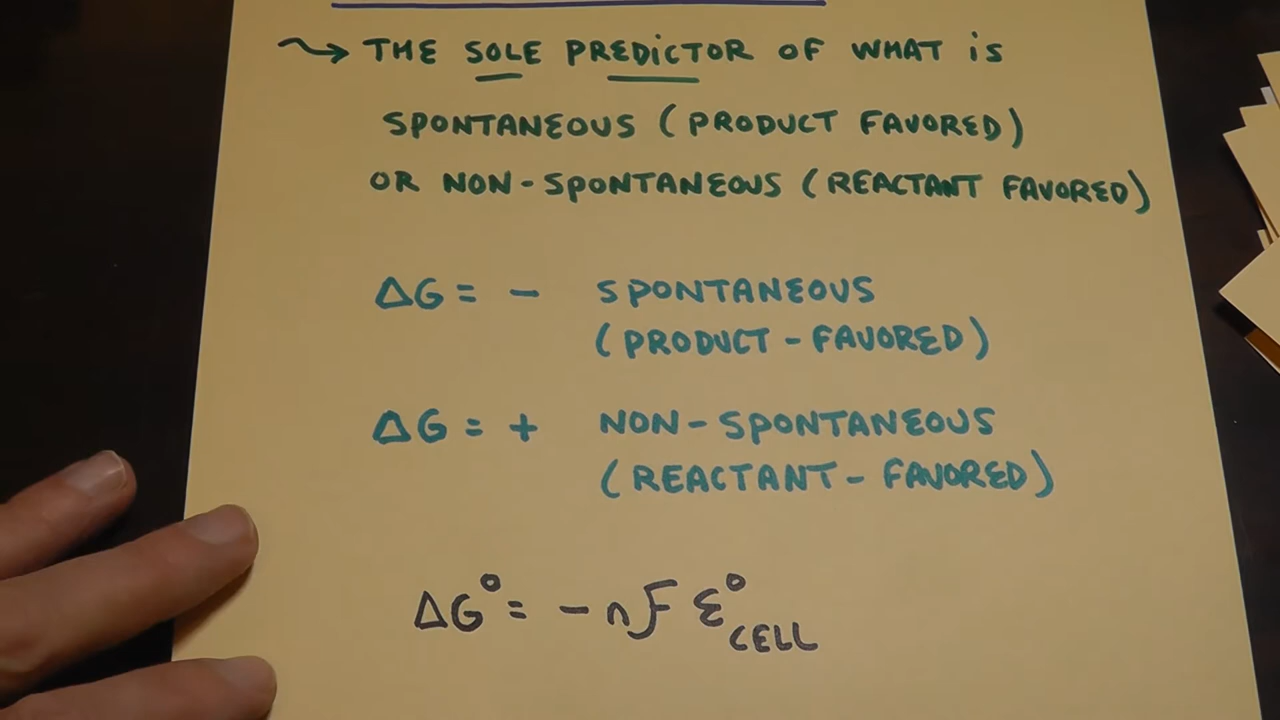 THE SOLE PREDICTOR OF WHAT iS
SPONTANEOUS (PRODUCT FAVORED)
OR NON-SPONTANEOUS (REACTANT FAVORED)
ΔG = - SPONTANEOUS
(PRODUCT-FAVORED)
ΔG = + NON-SPONTANEOUS
(REACTANT-FAVORED)
ΔG° = -nF ℰ°CELL